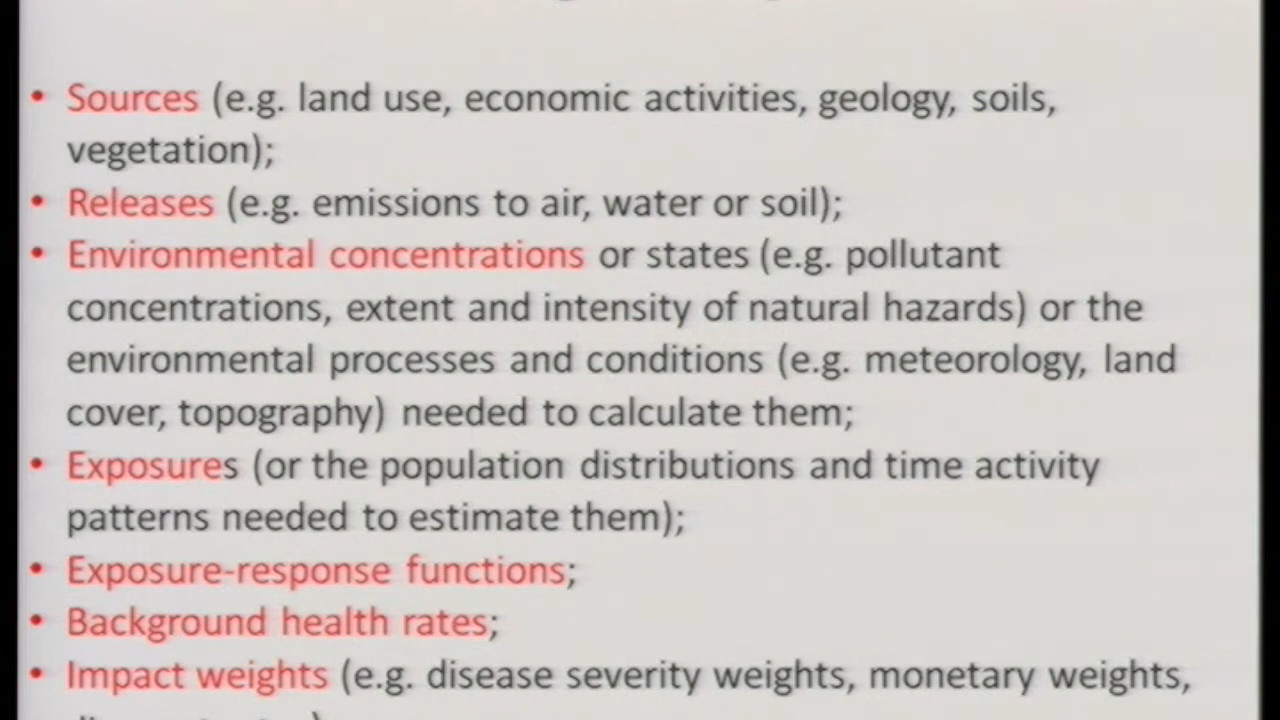 • Sources (e.g. land use, economic activities, geology, soils,
vegetation);
• Releases (e.g. emissions to air, water or soil);
• Environmental concentrations or states (e.g. pollutant
concentrations, extent and intensity of natural hazards) or the
environmental processes and conditions (e.g. meteorology, land
cover, topography) needed to calculate them;
• Exposures (or the population distributions and time activity
patterns needed to estimate them);
• Exposure-response functions;
• Background health rates;
• Impact weights (e.g. disease severity weights, monetary weights,